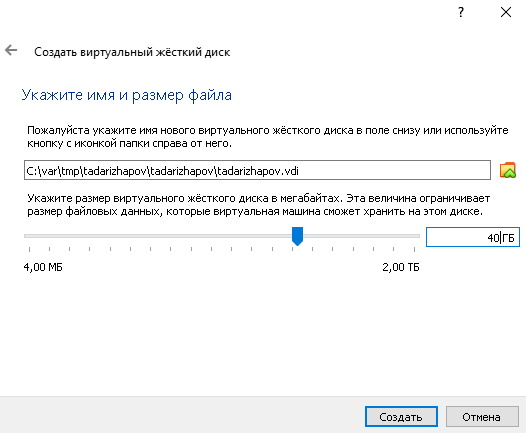 ?
Создать виртуальный жёсткий диск
Укажите имя и размер файла
Пожалуйста укажите имя нового виртуального жёсткого диска в поле снизу или используйте
кнопку с иконкой папки справа от него.
C:\var\tmp\tadarizhapov\tadarizhapov\tadarizhapov.vdi
Укажите размер виртуального жёсткого диска в мегабайтах. Эта величина ограничивает
размер файловых данных, которые виртуальная машина сможет хранить на этом диске.
40 ГБ
4,00 МБ 2,00 ТБ
Создать Отмена